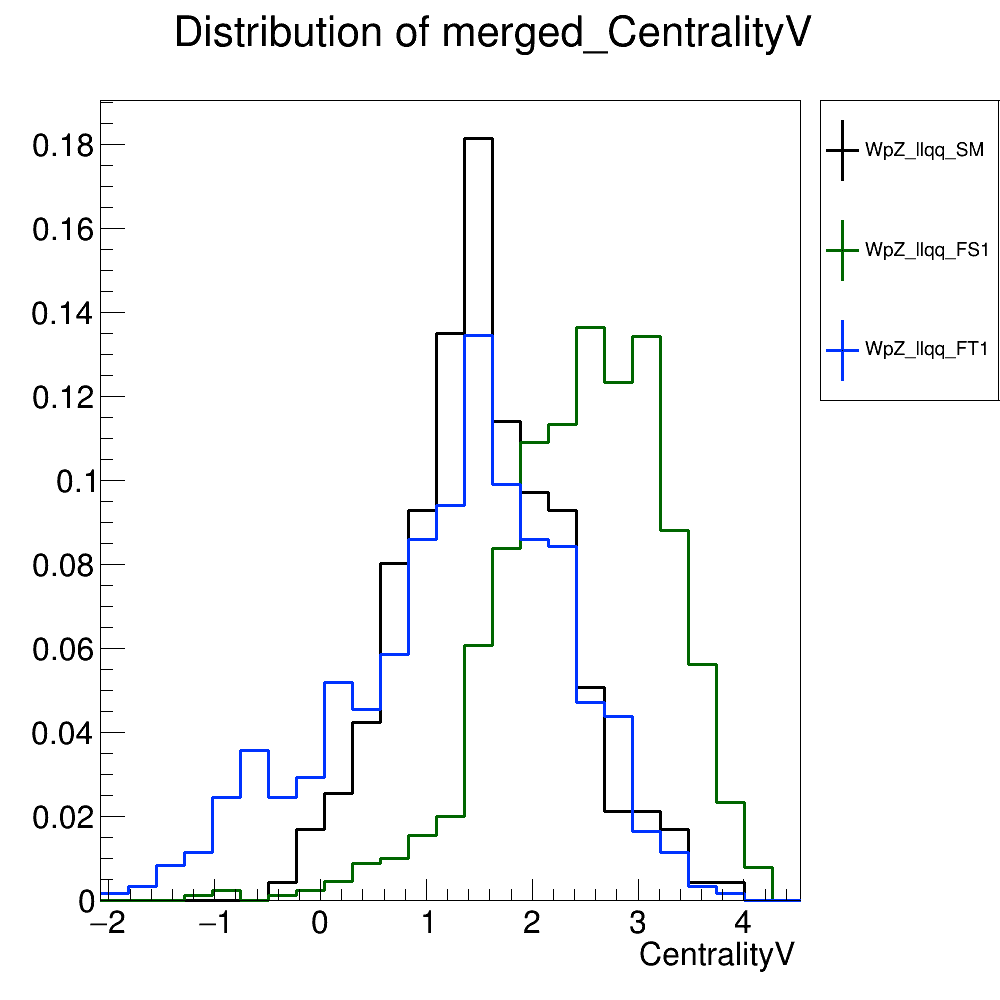 Distribution of merged_CentralityV
WpZ_llqq_SM
WpZ_llqq_FS1
WpZ_llqq_FT1
0.18
0.16
0.14
0.12
0.1
0.08
0.06
0.04
0.02
0
−2 −1 0 1 2 3 4
CentralityV